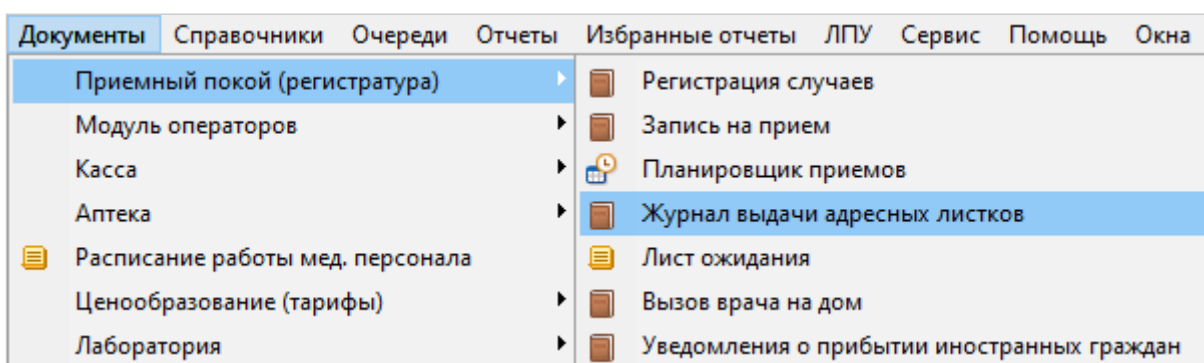 Документы Справочники Очереди Отчеты Избранные отчеты ЛПУ Сервис Помощь Окна
Приемный покой (регистратура)
Модуль операторов
Касса
Аптека
Расписание работы мед. персонала
Ценообразование (тарифы)
Лаборатория
Регистрация случаев
Запись на прием
Планировщик приемов
Журнал выдачи адресных листков
Лист ожидания
Вызов врача на дом
Уведомления о прибытии иностранных граждан